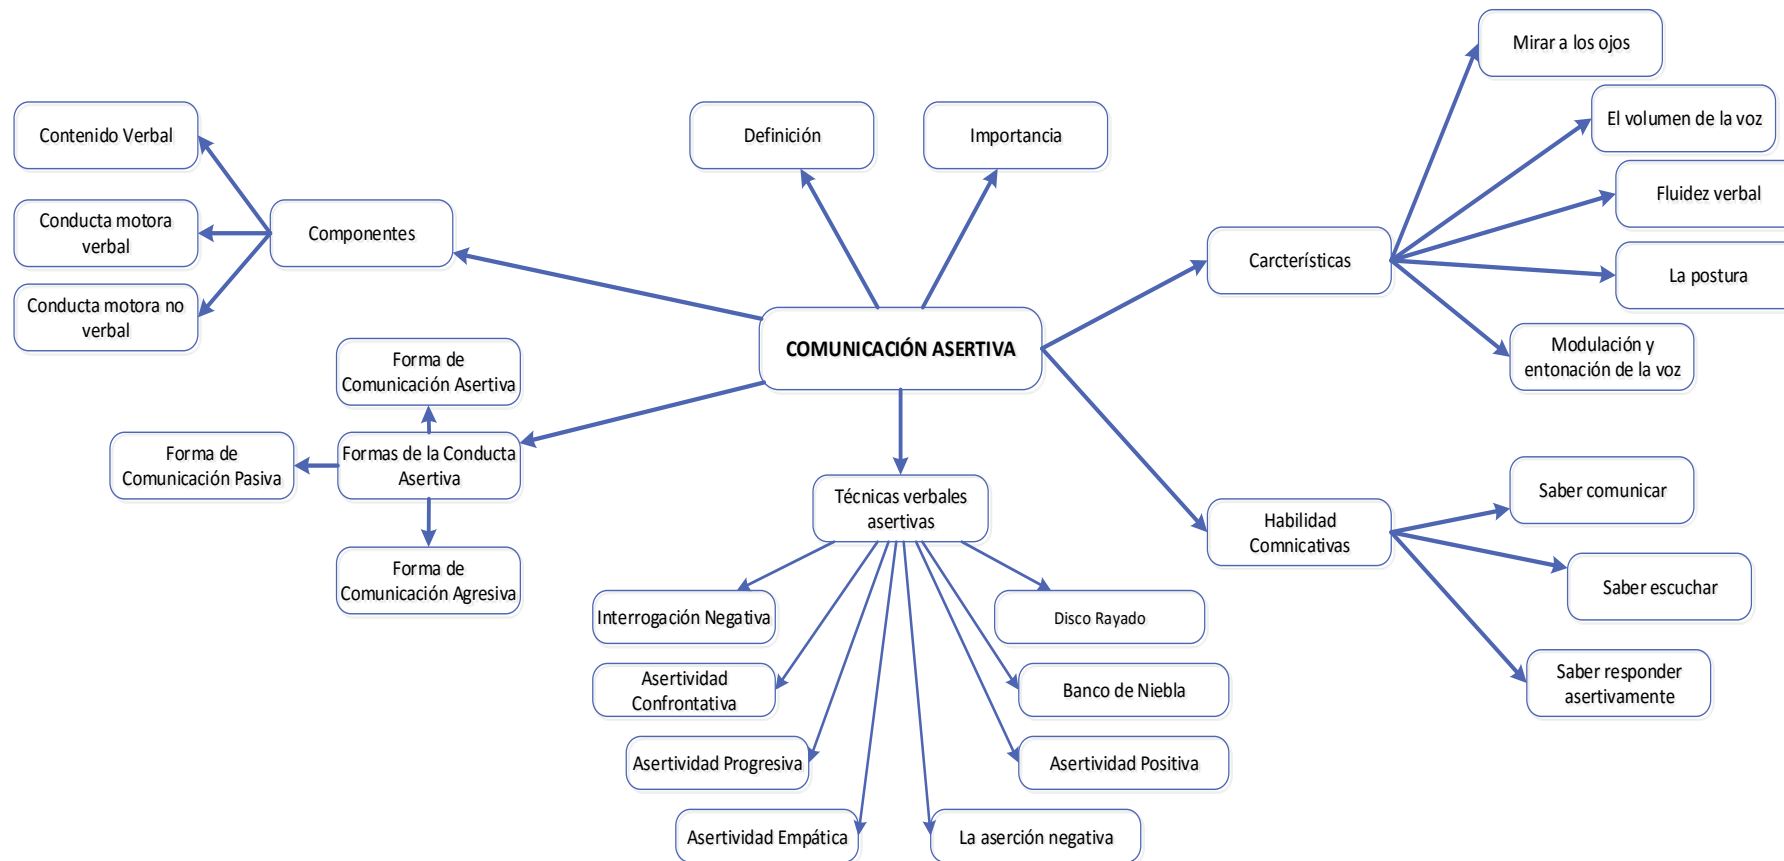 Mirar a los ojos
Contenido Verbal
Definición
Importancia
El volumen de la voz
Fluidez verbal
Conducta motora
verbal
Componentes
Carcterísticas
La postura
Conducta motora no
verbal
COMUNICACIÓN ASERTIVA
Modulación y
entonación de la voz
Forma de
Comunicación Asertiva
Forma de
Comunicación Pasiva
Formas de la Conducta
Asertiva
Técnicas verbales
asertivas
Saber comunicar
Habilidad
Comnicativas
Forma de
Comunicación Agresiva
Saber escuchar
Interrogación Negativa
Disco Rayado
Asertividad
Confrontativa
Banco de Niebla
Saber responder
asertivamente
Asertividad Progresiva
Asertividad Positiva
Asertividad Empática
La aserción negativa